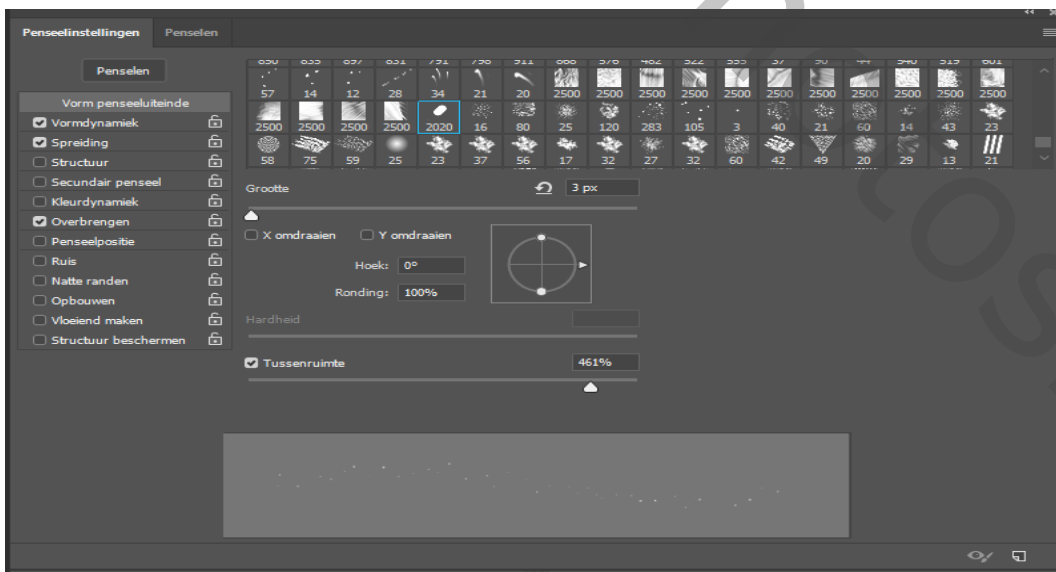 Penseelinstellingen Penselen
Penselen
Vorm penseeluiteinde
Vormdynamiek
Spreiding
Structuur
Secundair penseel
Kleurdynamiek
Overbrengen
Penseelpositie
Ruis
Natte randen
Opbouwen
Vloeiend maken
Structuur beschermen
57 14 12 28 34 21 20 2500 2500 2500 2500 2500 2500 2500 2500 2500 2500 2500
2500 2500 2500 2500 2020 16 80 25 120 283 105 3 40 21 60 14 43 23
58 75 59 25 23 37 56 17 32 27 32 60 42 49 20 29 13 21
Grootte 3 px
X omdraaien Y omdraaien
Hoek: 0°
Ronding: 100%
Hardheid
Tussenruimte 461%